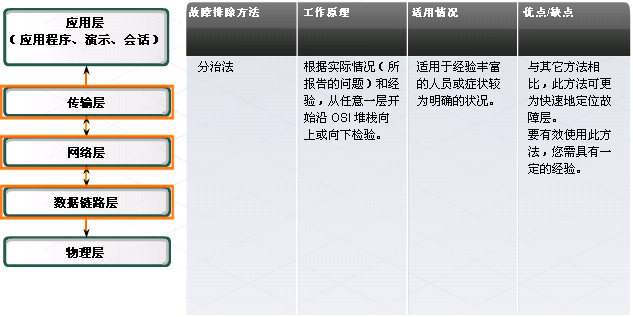 应用层
（应用程序、演示、会话）
传输层
网络层
数据链路层
物理层
故障排除方法
工作原理
适用情况
优点/缺点
分治法
根据实际情况（所
报告的问题）和经
验，从任意一层开
始沿 OSI 堆栈向
上或向下检验。
适用于经验丰富
的人员或症状较
为明确的状况。
与其它方法相
比，此方法可更
为快速地定位故
障层。
要有效使用此方
法，您需具有一
定的经验。